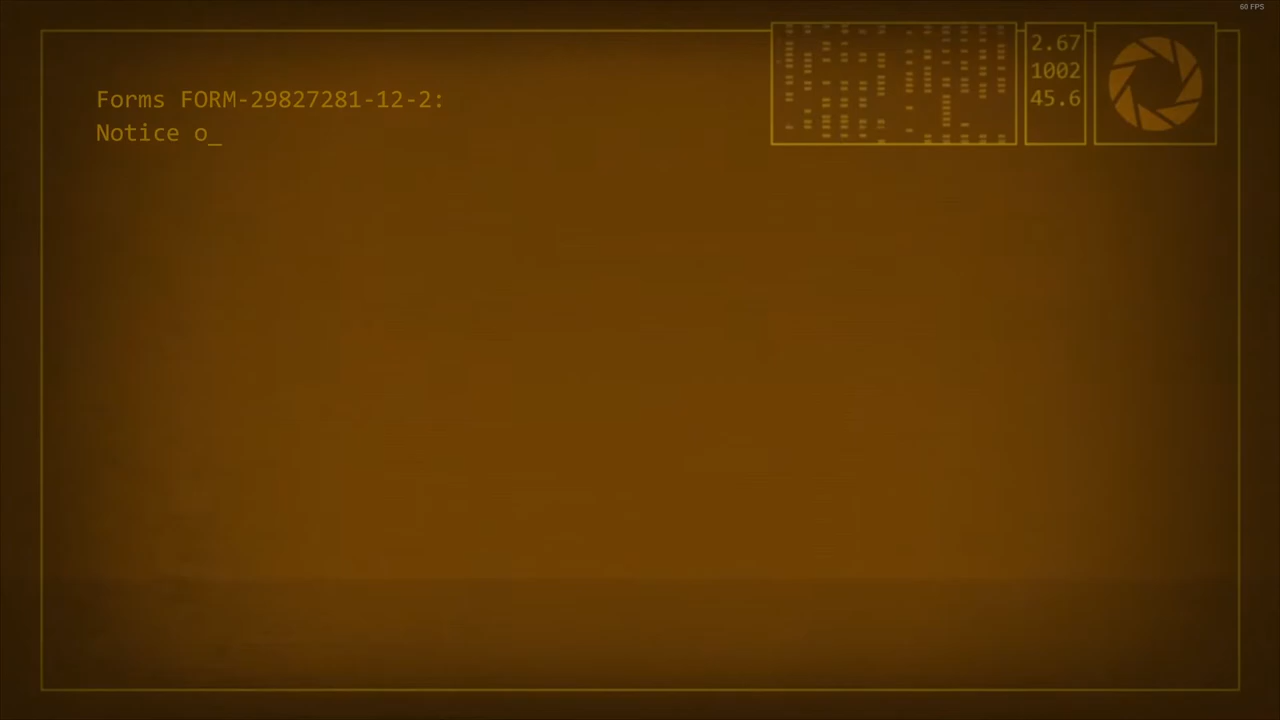 60 FPS
2.67
1002
45.6
Forms FORM-29827281-12-2:
Notice o_